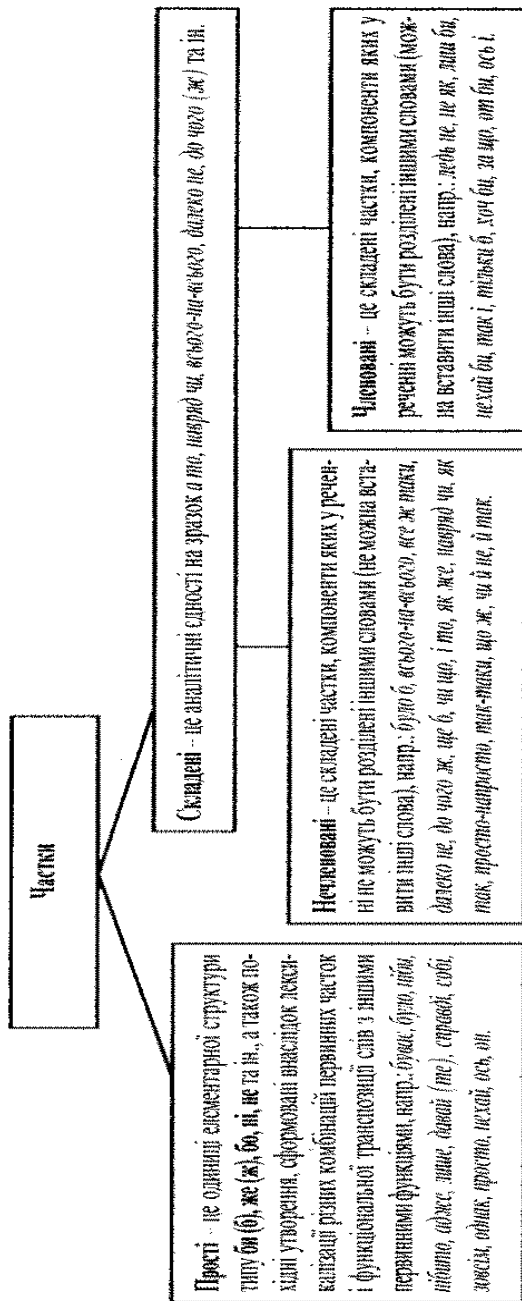 Частки
Прості – це одиниці елементарної структури
типу би (б), же (ж), бо, ні, не та ін., а також по-
хідні утворення, сформовані внаслідок лекси-
калізації різних комбінацій первинних часток
і функціональної транспозиції слів з іншими
первинними функціями, напр.: буває, було, ніби,
нібито, адже, лише, давай (те), справді, собі,
зовсім, однак, просто, нехай, ось, он.
Складені – це аналітичні єдності на зразок а то, навряд чи, всього-на-всього, далеко не, до чого (ж) та ін.
Нечленовані – це складені частки, компоненти яких у речен-
ні не можуть бути розділені іншими словами (не можна вста-
вити інші слова), напр.: було б, всього-на-всього, все ж таки,
далеко не, до чого ж, ще б, чи що, і то, як же, навряд чи, як
так, просто-напросто, так-таки, що ж, чи й не, й так.
Членовані – це складені частки, компоненти яких у
реченні можуть бути розділені іншими словами (мож-
на вставити інші слова), напр.: ледь не, не як, лиш би,
нехай би, так і, тільки б, хоч би, за що, от би, ось і.